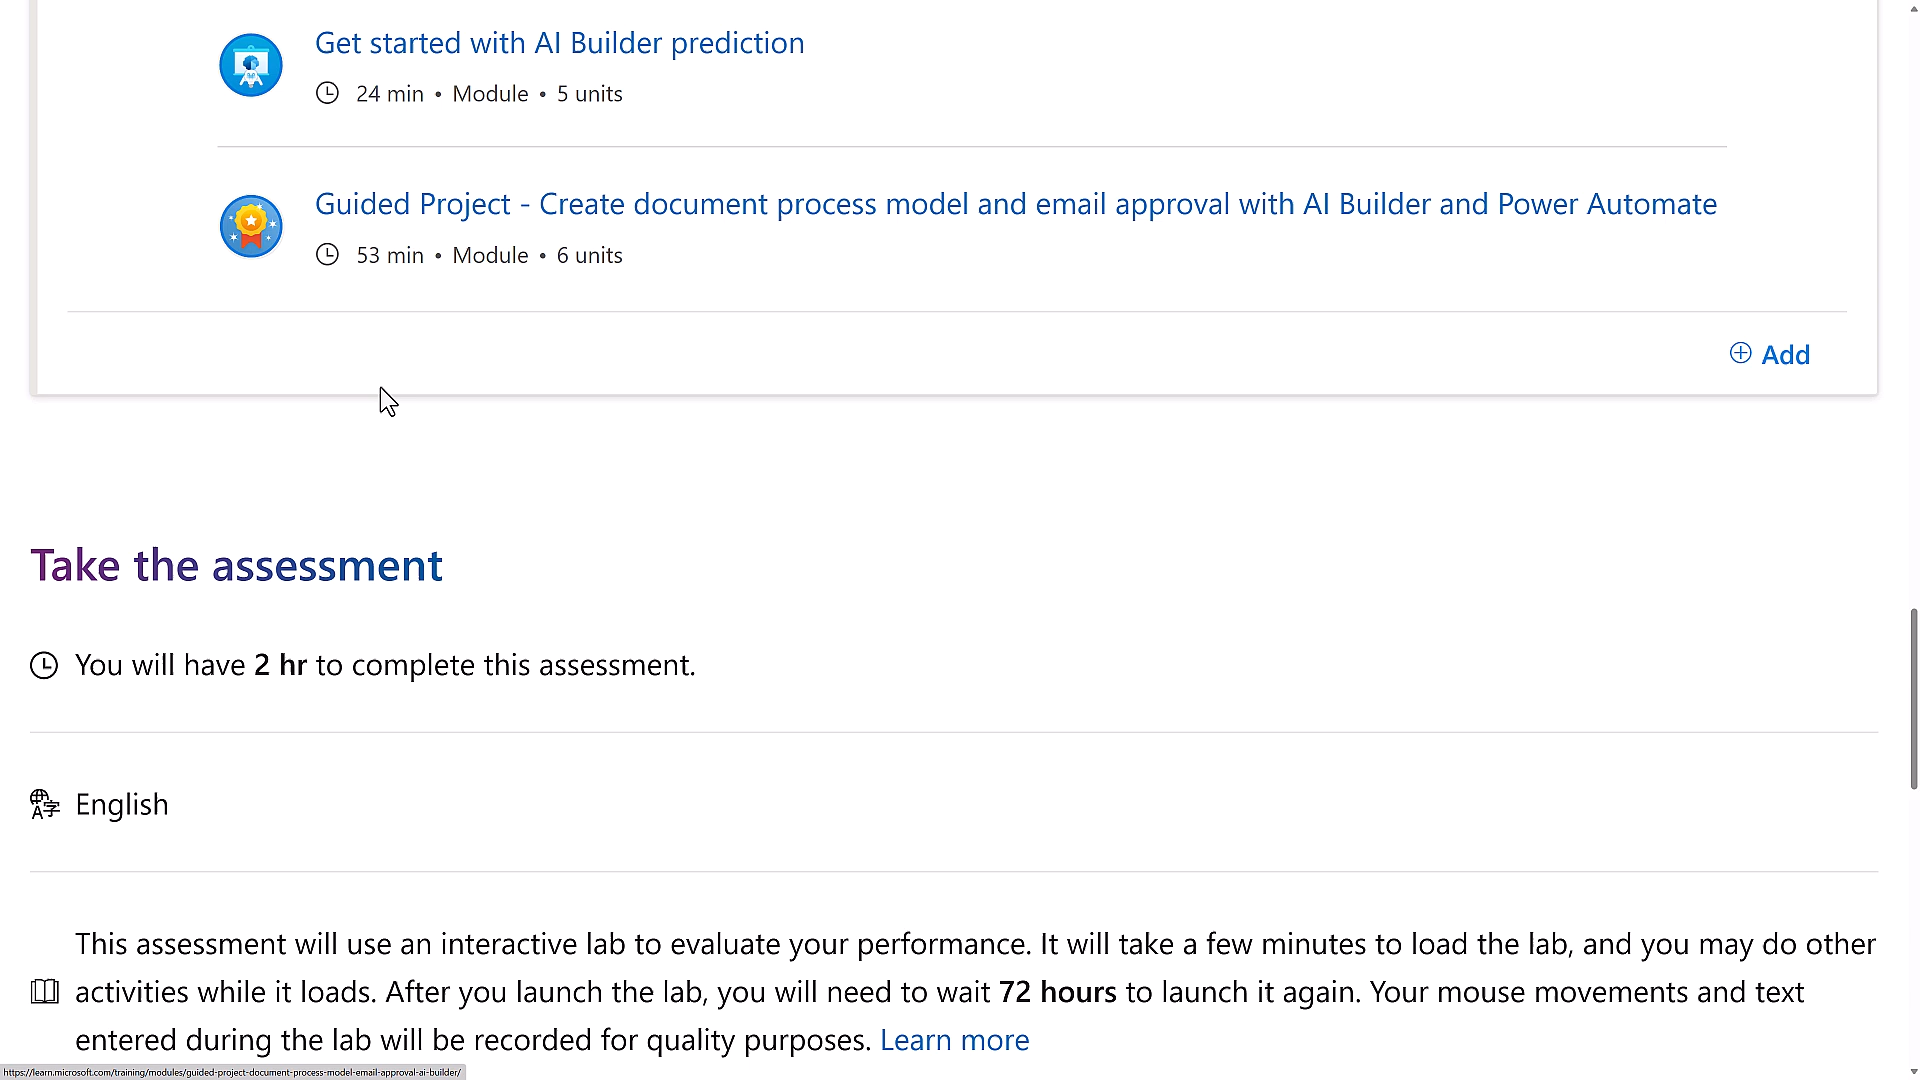 Get started with AI Builder prediction
24 min • Module • 5 units
Guided Project - Create document process model and email approval with AI Builder and Power Automate
53 min • Module • 6 units
Add
Take the assessment
You will have 2 hr to complete this assessment.
English
This assessment will use an interactive lab to evaluate your performance. It will take a few minutes to load the lab, and you may do other
activities while it loads. After you launch the lab, you will need to wait 72 hours to launch it again. Your mouse movements and text
entered during the lab will be recorded for quality purposes. Learn more
https://learn.microsoft.com/training/modules/guided-project-document-process-model-email-approval-ai-builder/